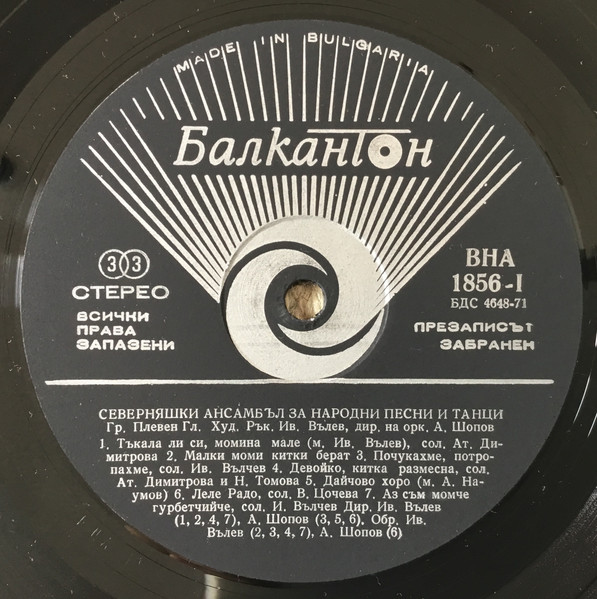 MADE IN BULGARIA
Балкантон
33
СТЕРЕО
ВСИЧКИ
ПРАВА
ЗАПАЗЕНИ
ВНА
1856-I
БДС 4648-71
ПРЕЗАПИСЪТ
ЗАБРАНЕН
СЕВЕРНЯШКИ АНСАМБЪЛ ЗА НАРОДНИ ПЕСНИ И ТАНЦИ
Гр. Плевен Гл. Худ. Рък. Ив. Вълев, дир. на орк. А. Шопов
1. Тъкала ли си, момина мале (м. Ив. Вълев), сол. Ат. Ди-
митрова 2. Малки моми китки берат 3. Почукахме, потро-
пахме, сол. Ив. Вълчев 4. Девойко, китка размесна, сол.
Ат. Димитрова и Н. Томова 5. Дайчово хоро (м. А. На-
умов) 6. Леле Радо, сол. В. Цочева 7. Аз съм момче
гурбетчийче, сол. И. Вълчев Дир. Ив. Вълев
(1, 2, 4, 7), А. Шопов (3, 5, 6). Обр. Ив.
Вълев (2, 3, 4, 7), А. Шопов (6)